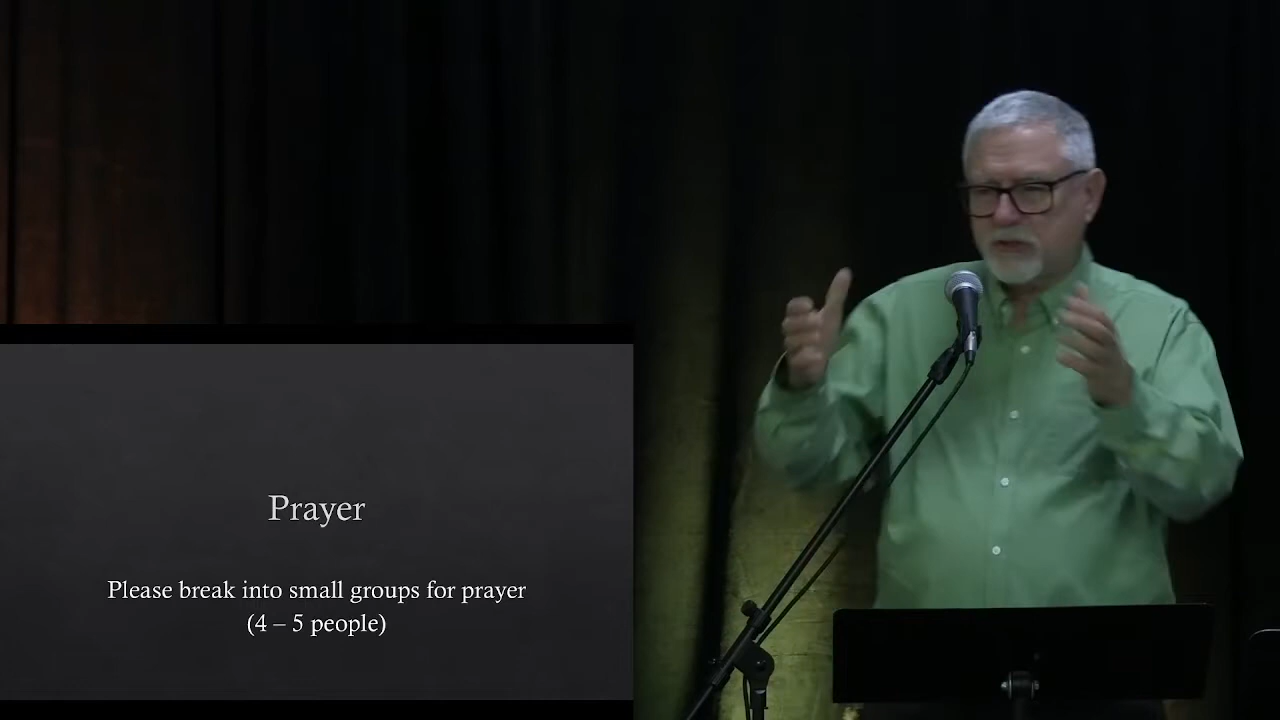 Prayer
Please break into small groups for prayer
(4 – 5 people)